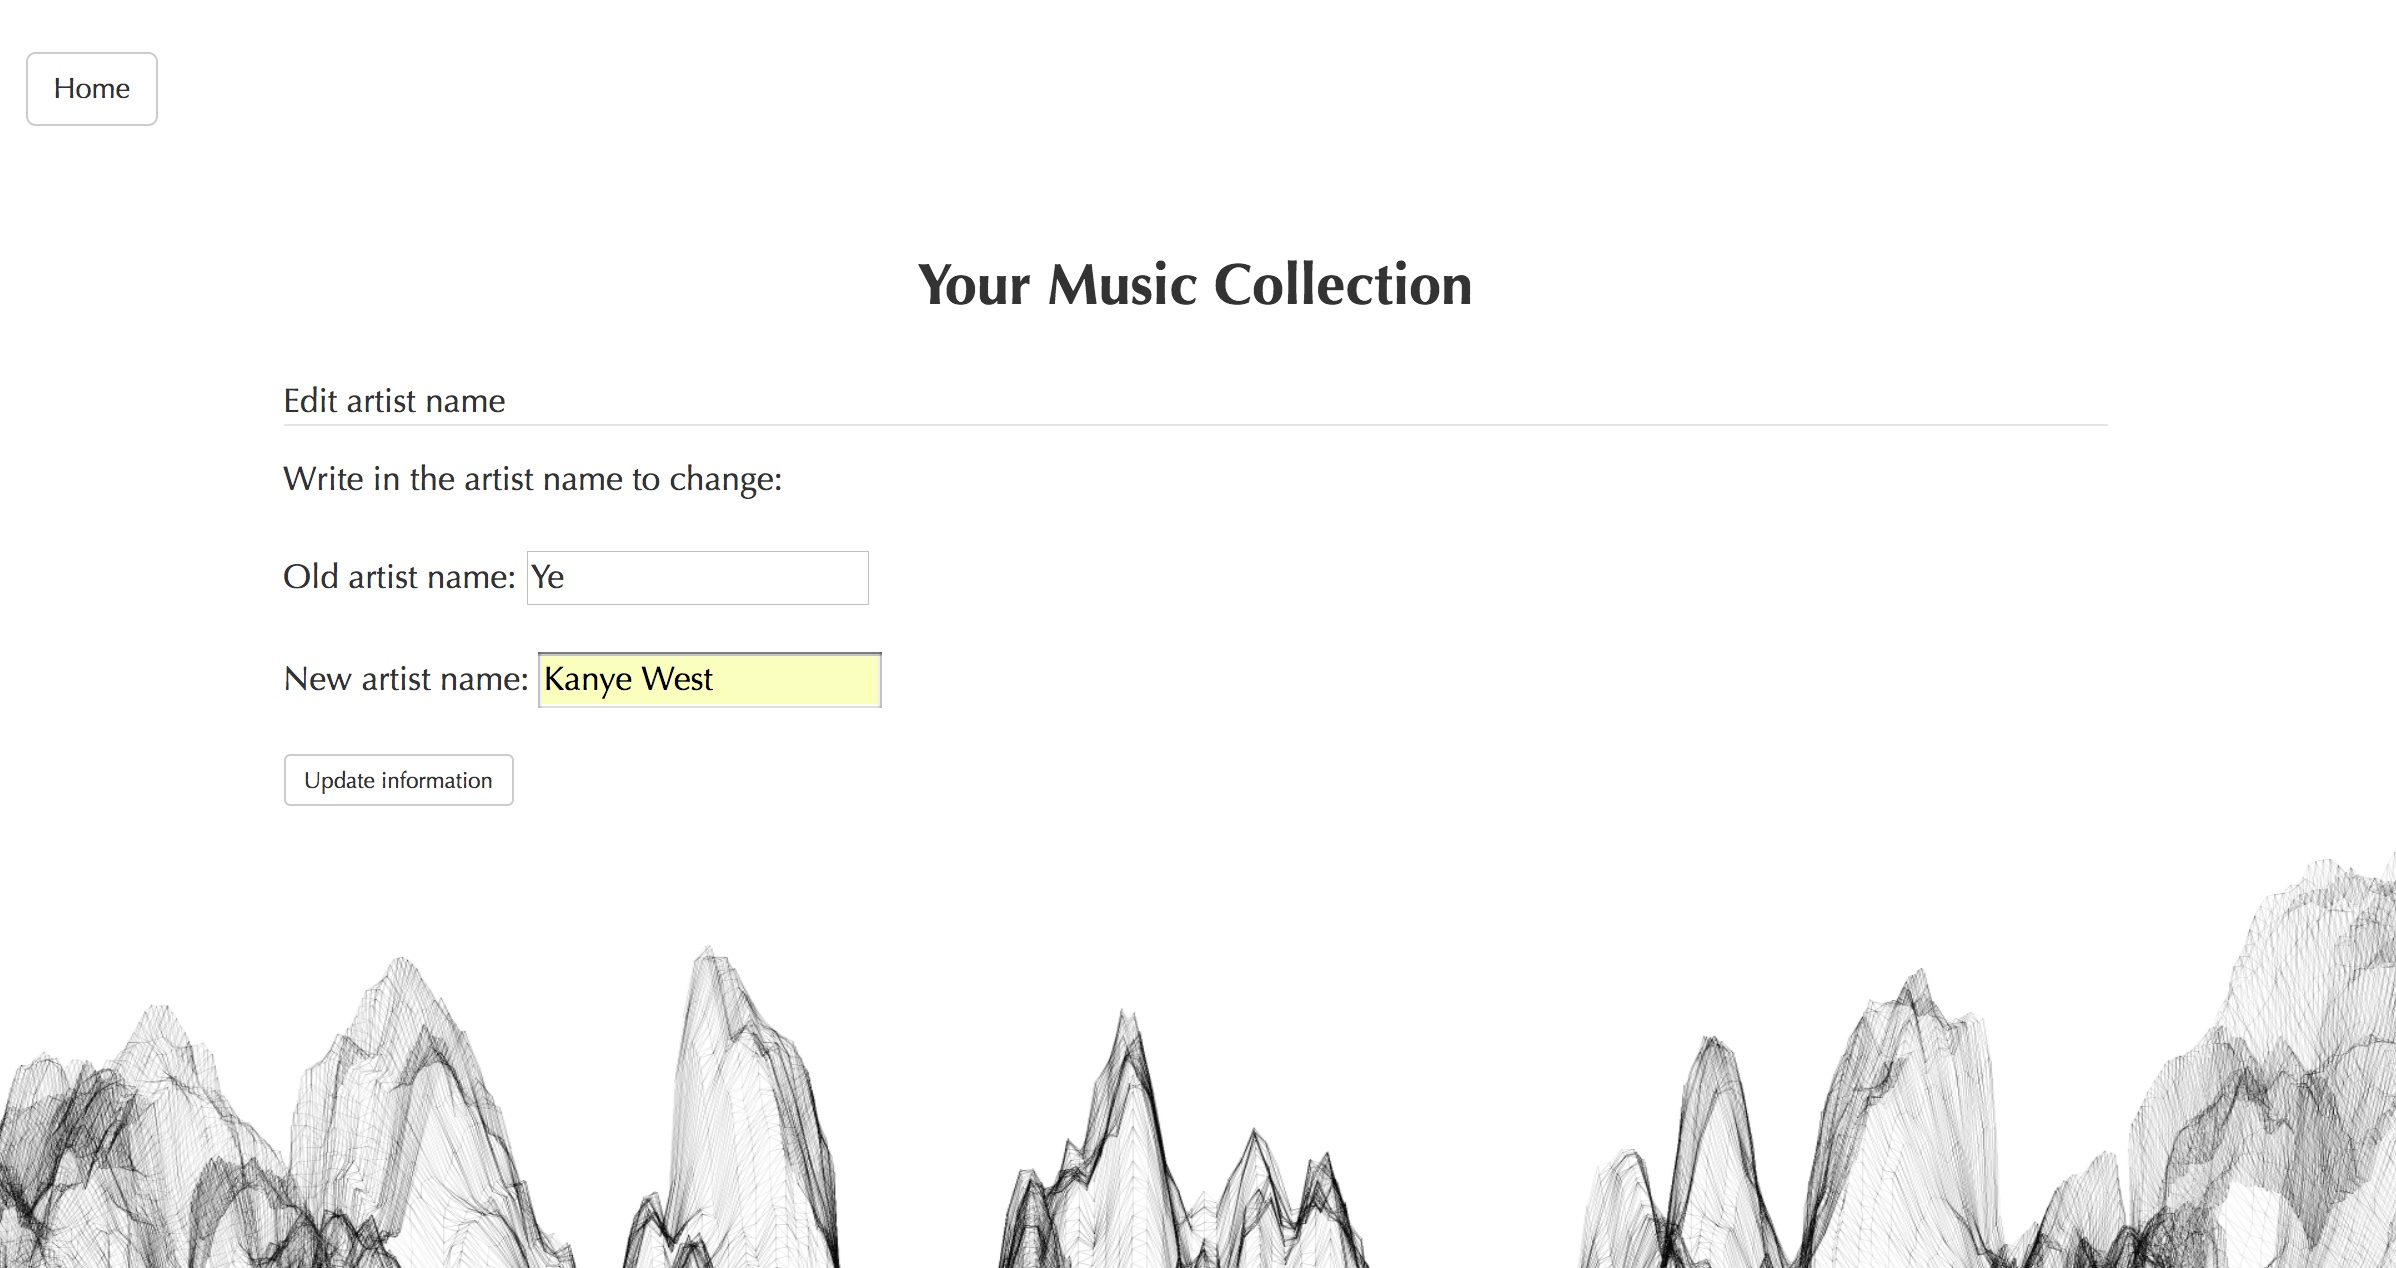 Home
Your Music Collection
Edit artist name
Write in the artist name to change:
Old artist name: Ye
New artist name: Kanye West
Update information